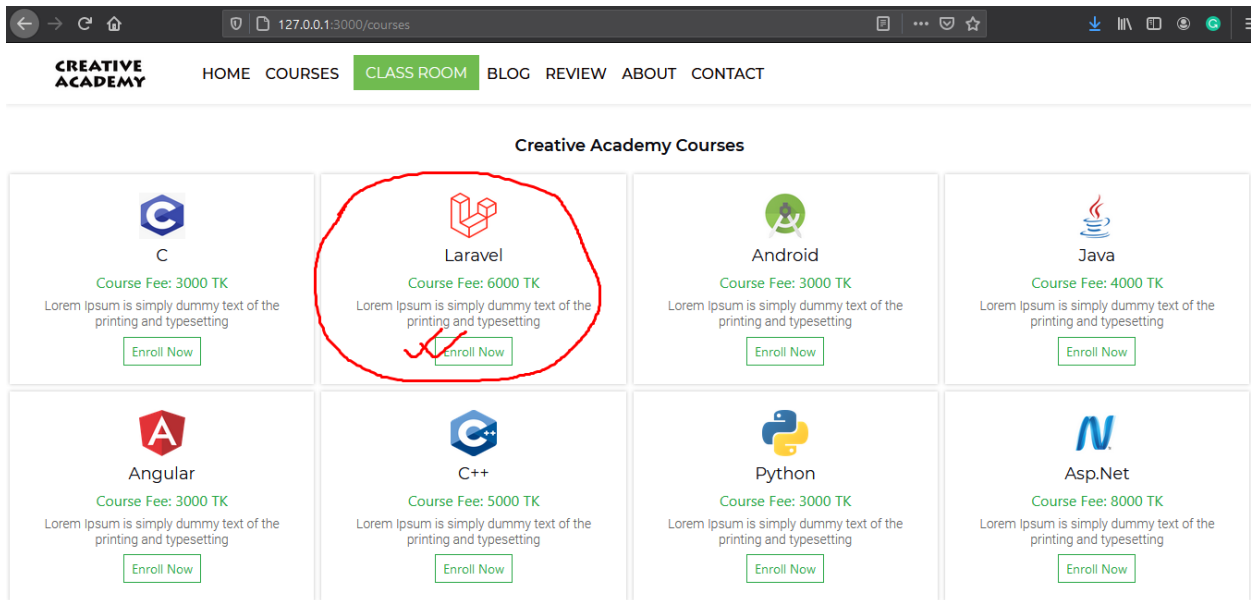 127.0.0.1:3000/courses
CREATIVE
ACADEMY
HOME COURSES CLASS ROOM BLOG REVIEW ABOUT CONTACT
Creative Academy Courses
C
Course Fee: 3000 TK
Lorem Ipsum is simply dummy text of the
printing and typesetting
Enroll Now
Laravel
Course Fee: 6000 TK
Lorem Ipsum is simply dummy text of the
printing and typesetting
Enroll Now
Android
Course Fee: 3000 TK
Lorem Ipsum is simply dummy text of the
printing and typesetting
Enroll Now
Java
Course Fee: 4000 TK
Lorem Ipsum is simply dummy text of the
printing and typesetting
Enroll Now
Angular
Course Fee: 3000 TK
Lorem Ipsum is simply dummy text of the
printing and typesetting
Enroll Now
C++
Course Fee: 5000 TK
Lorem Ipsum is simply dummy text of the
printing and typesetting
Enroll Now
Python
Course Fee: 3000 TK
Lorem Ipsum is simply dummy text of the
printing and typesetting
Enroll Now
Asp.Net
Course Fee: 8000 TK
Lorem Ipsum is simply dummy text of the
printing and typesetting
Enroll Now